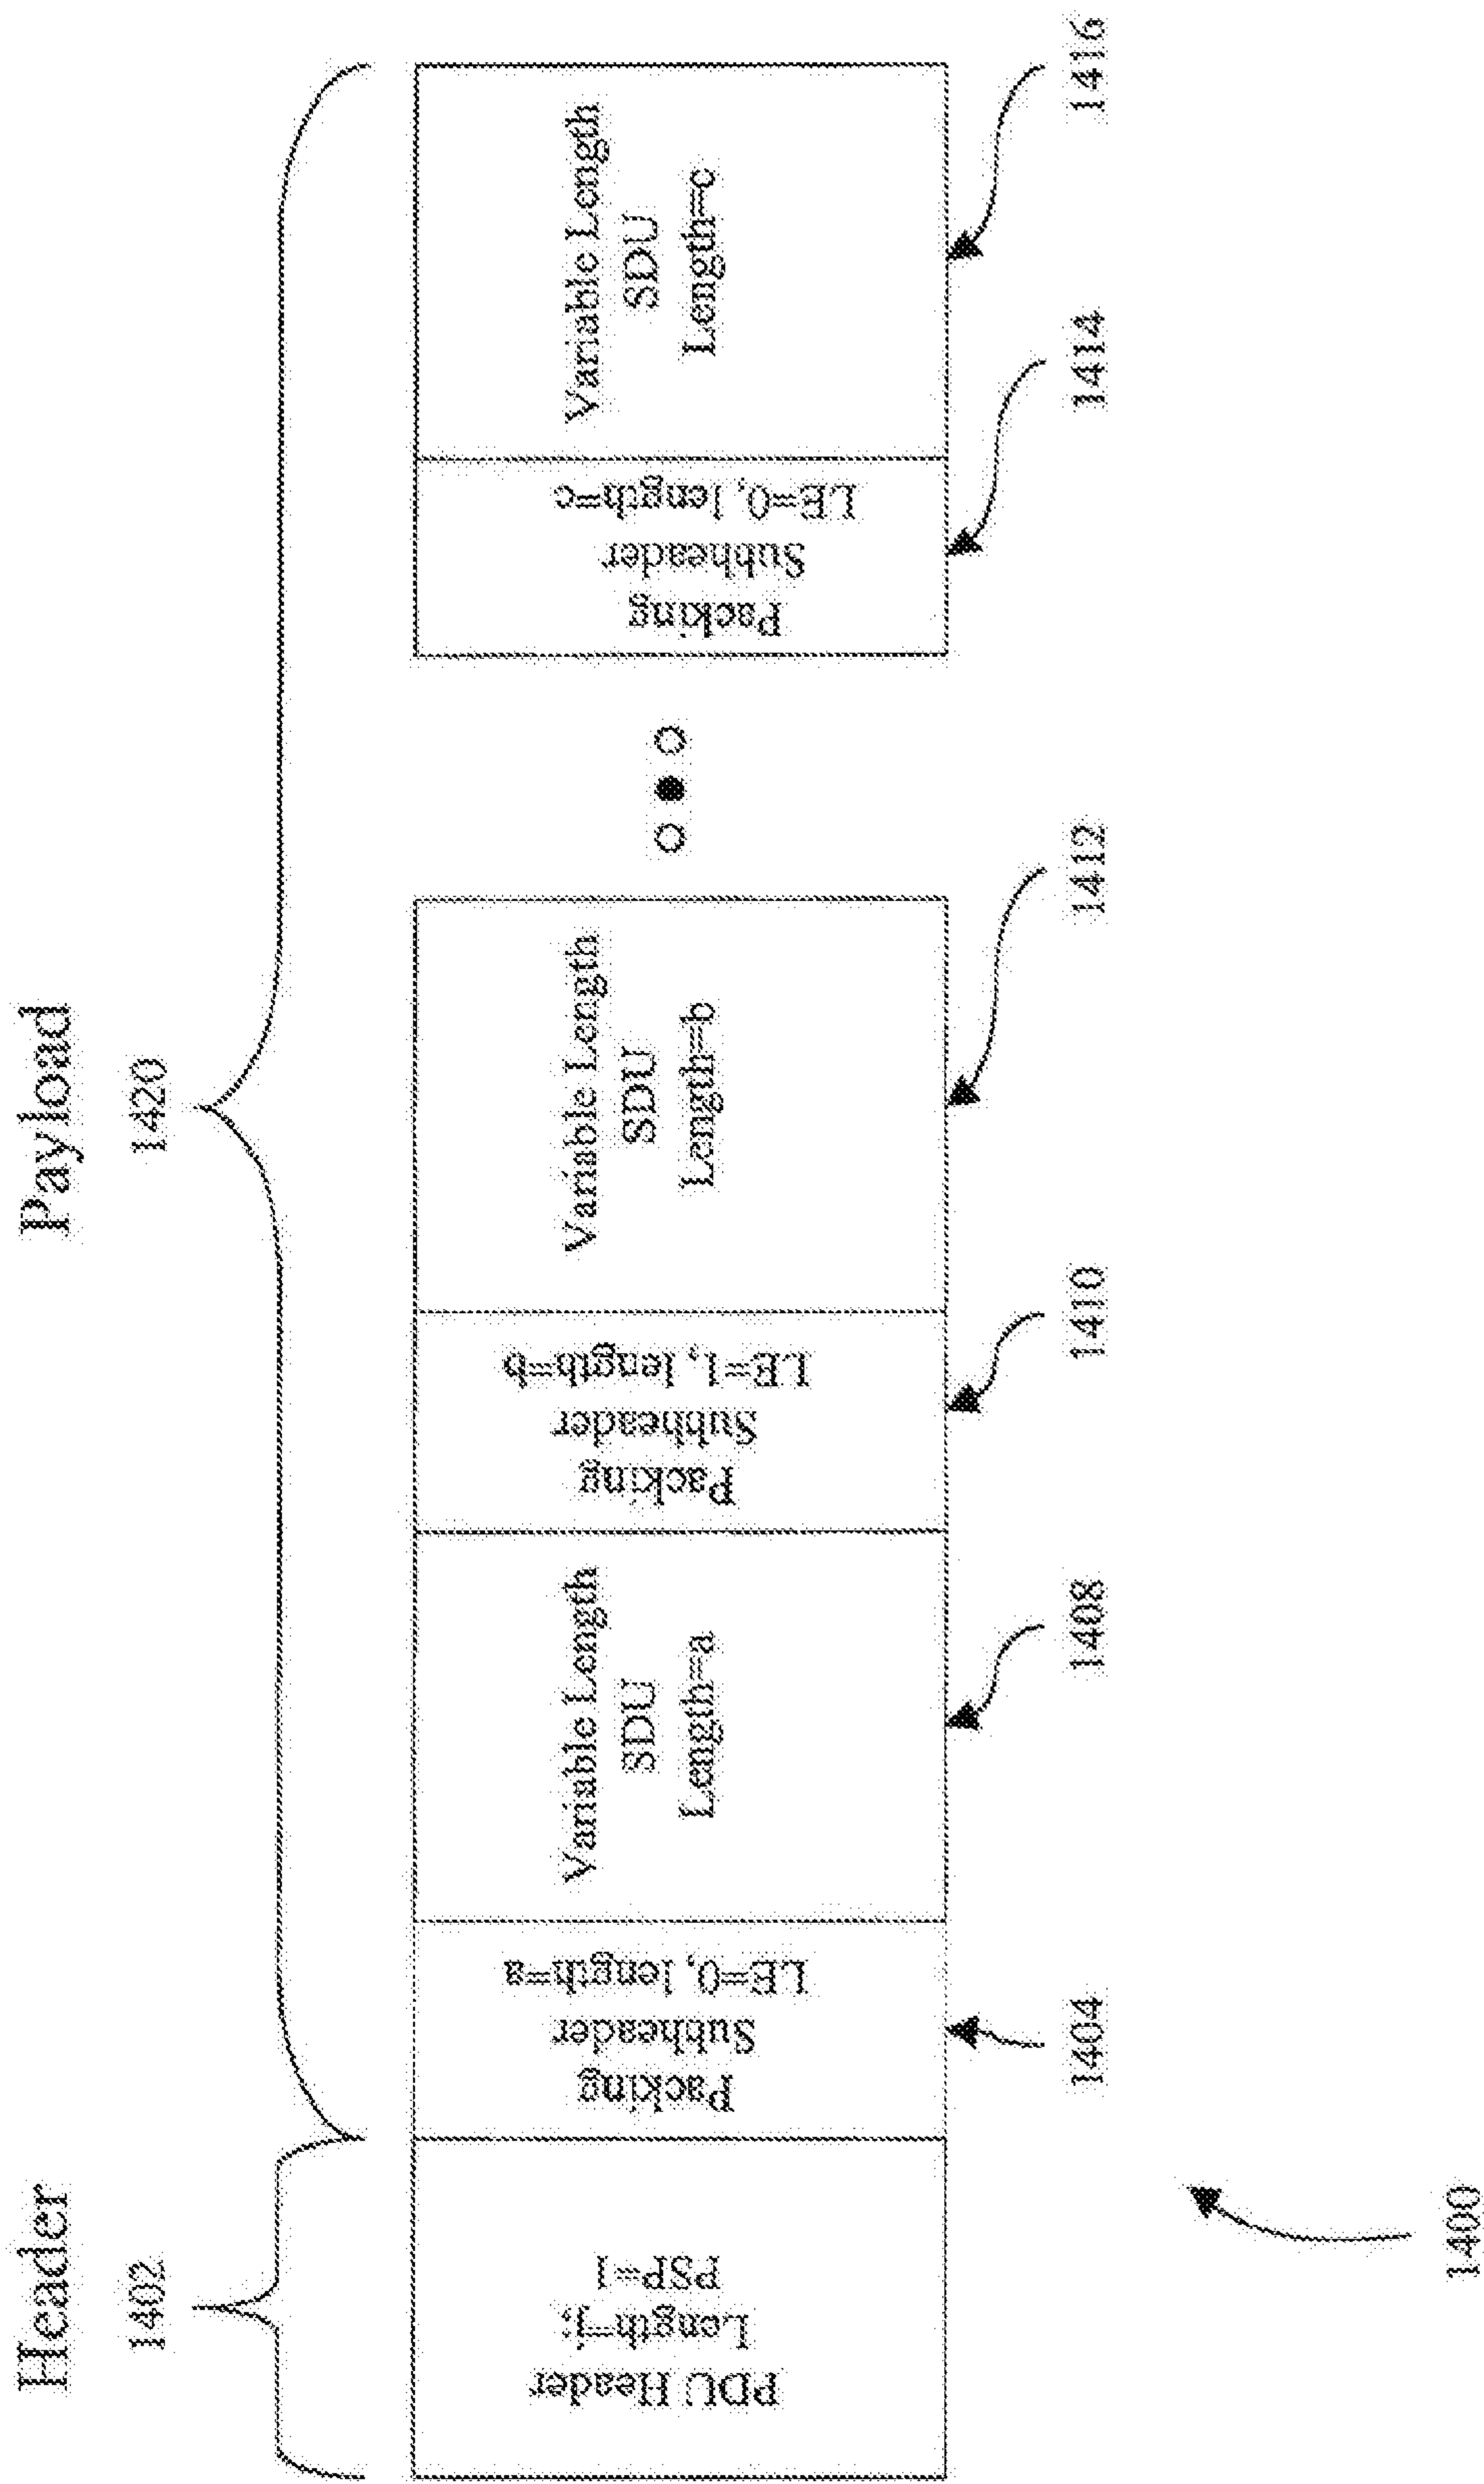 Header
1402
Payload
1420
PDU Header
Length=j;
PSP=1
Packing
Subheader
LE=0, length=a
Variable Length
SDU
Length=a
Packing
Subheader
LE=1, length=b
Variable Length
SDU
Length=b
Packing
Subheader
LE=0, length=c
Variable Length
SDU
Length=c
1404
1408
1410
1412
1414
1416
1400